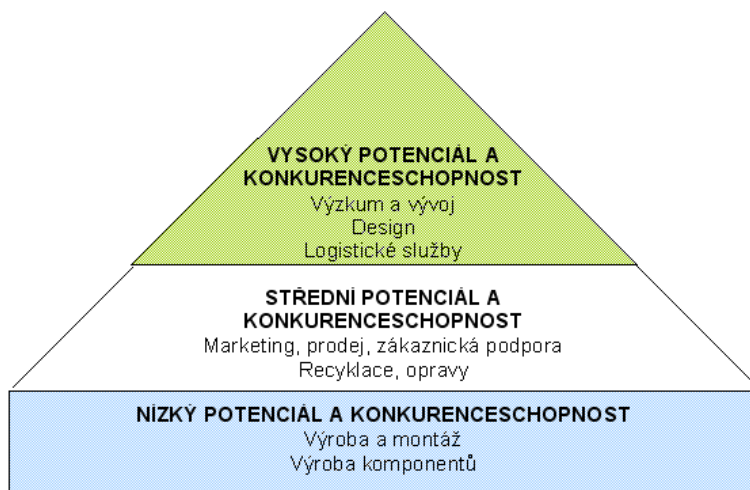 VYSOKÝ POTENCIÁL A
KONKURENCESCHOPNOST
Výzkum a vývoj
Design
Logistické služby
STŘEDNÍ POTENCIÁL A
KONKURENCESCHOPNOST
Marketing, prodej, zákaznická podpora
Recyklace, opravy
NÍZKÝ POTENCIÁL A KONKURENCESCHOPNOST
Výroba a montáž
Výroba komponentů